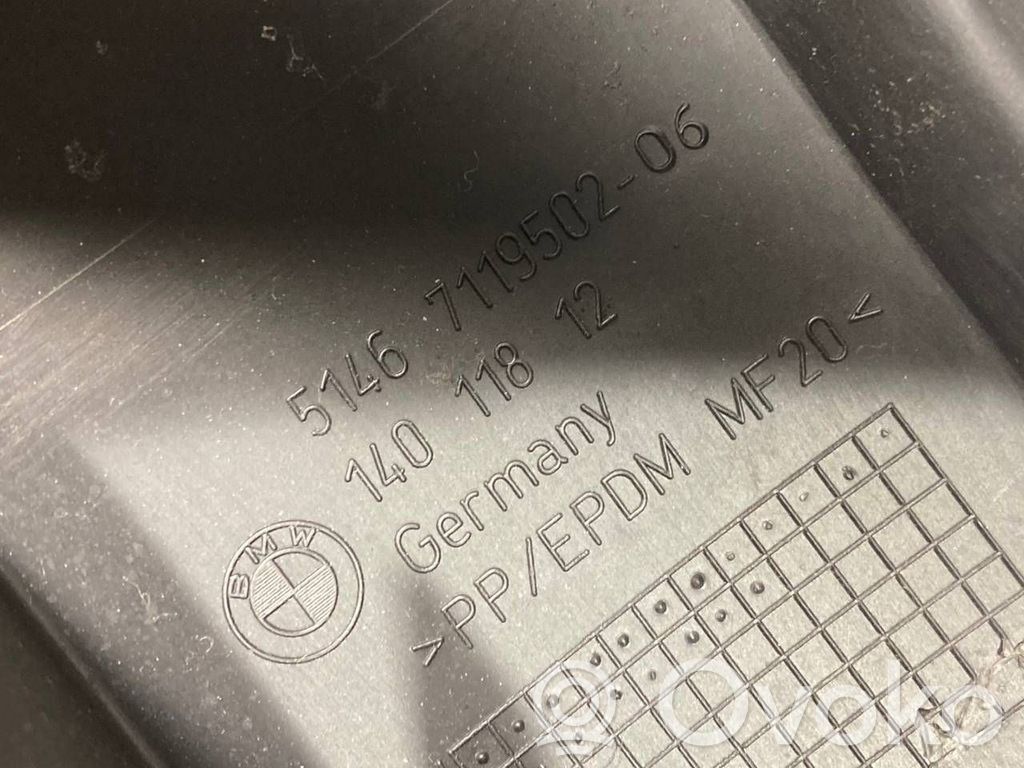 5146 7119502-06
140 118 12
Germany
>PP/EPDM MF20<
BMW
Ovoko